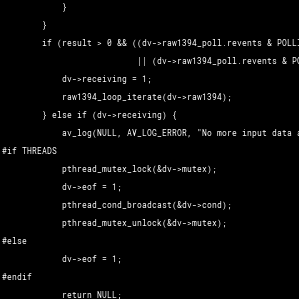 }
}
if (result > 0 && ((dv->raw1394_poll.revents & POLLI
|| (dv->raw1394_poll.revents & PO
dv->receiving = 1;
raw1394_loop_iterate(dv->raw1394);
} else if (dv->receiving) {
av_log(NULL, AV_LOG_ERROR, "No more input data a
#if THREADS
pthread_mutex_lock(&dv->mutex);
dv->eof = 1;
pthread_cond_broadcast(&dv->cond);
pthread_mutex_unlock(&dv->mutex);
#else
dv->eof = 1;
#endif
return NULL;